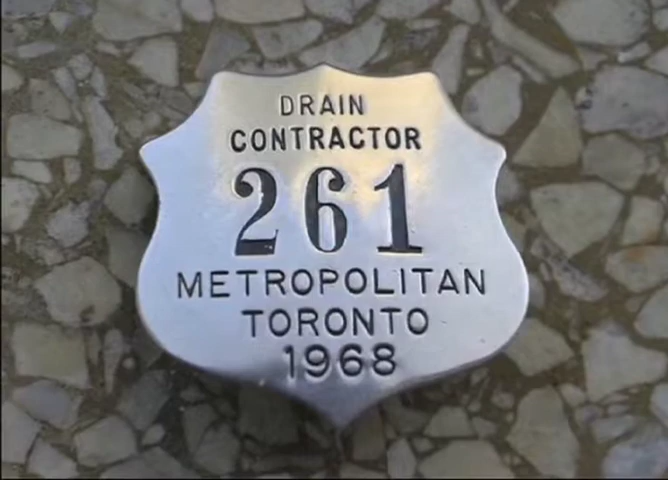 DRAIN
CONTRACTOR
261
METROPOLITAN
TORONTO
1968